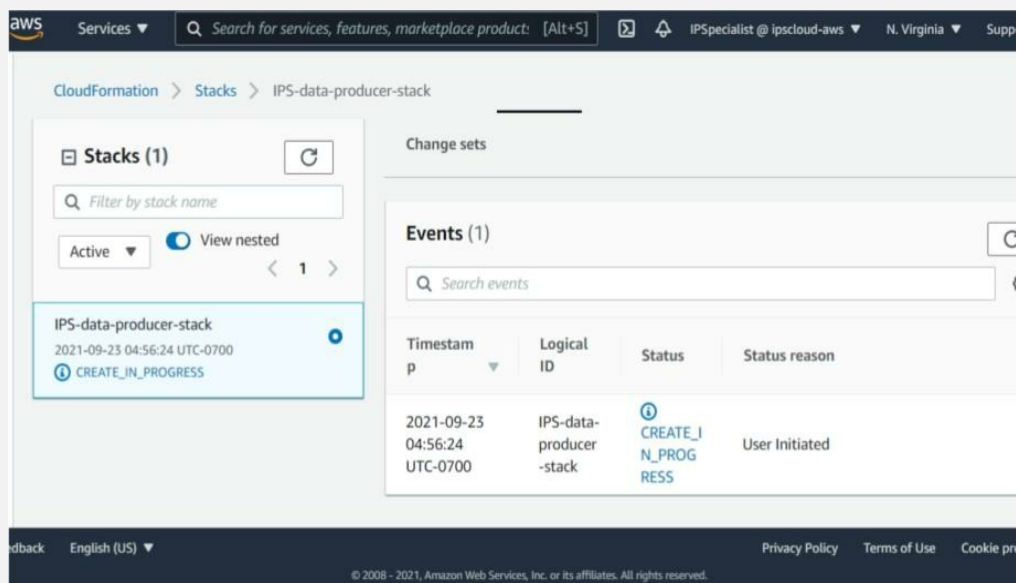 aws
Services ▼
Search for services, features, marketplace product: [Alt+S]
IPSpecialist @ ipscloud-aws ▼
N. Virginia ▼
Supp
CloudFormation > Stacks > IPS-data-producer-stack
Stacks (1)
Filter by stack name
Active ▼
View nested
< 1 >
IPS-data-producer-stack
2021-09-23 04:56:24 UTC-0700
CREATE_IN_PROGRESS
Change sets
Events (1)
Search events
Timestam
p
Logical
ID
Status
Status reason
2021-09-23
04:56:24
UTC-0700
IPS-data-
producer
-stack
CREATE_I
N_PROG
RESS
User Initiated
edback
English (US) ▼
Privacy Policy
Terms of Use
Cookie pr
© 2008 - 2021, Amazon Web Services, Inc. or its affiliates. All rights reserved.